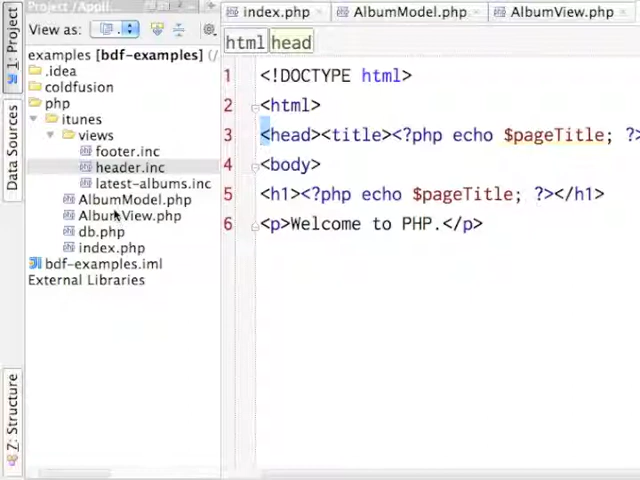 Project /Appli
index.php
AlbumModel.php
AlbumView.php
1: Project
View as:
html
head
examples [bdf-examples] (/
.idea
coldfusion
php
itunes
views
footer.inc
header.inc
latest-albums.inc
AlbumModel.php
AlbumView.php
db.php
index.php
bdf-examples.iml
External Libraries
Data Sources
7: Structure
1 <!DOCTYPE html>
2 <html>
3 <head><title><?php echo $pageTitle; ?>
4 <body>
5 <h1><?php echo $pageTitle; ?></h1>
6 <p>Welcome to PHP.</p>